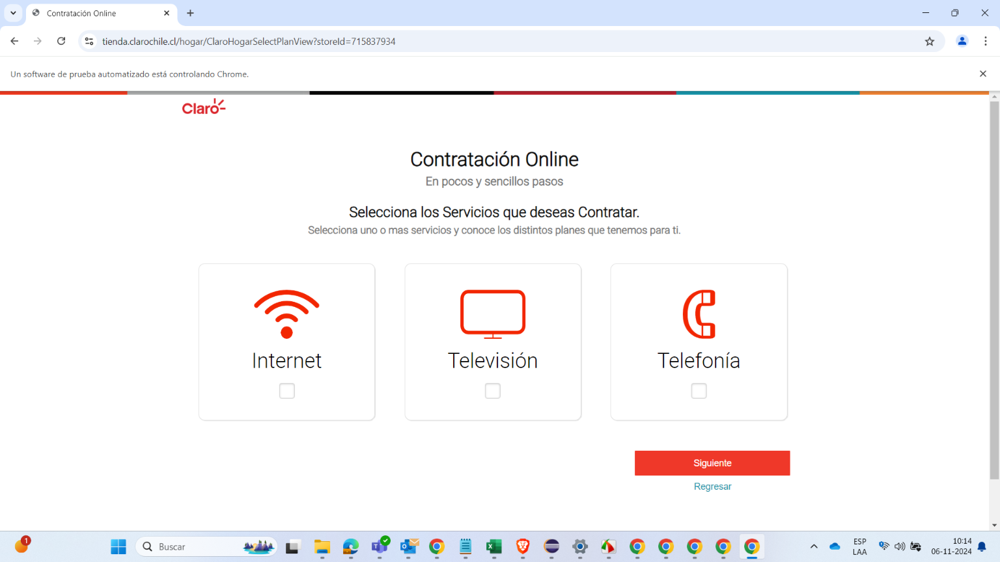 Contratación Online
tienda.clarochile.cl/hogar/ClaroHogarSelectPlanView?storeId=715837934
Un software de prueba automatizado está controlando Chrome.
Claro
Contratación Online
En pocos y sencillos pasos
Selecciona los Servicios que deseas Contratar.
Selecciona uno o mas servicios y conoce los distintos planes que tenemos para ti.
Internet
Televisión
Telefonía
Siguiente
Regresar
1
Buscar
ESP
LAA
10:14
06-11-2024